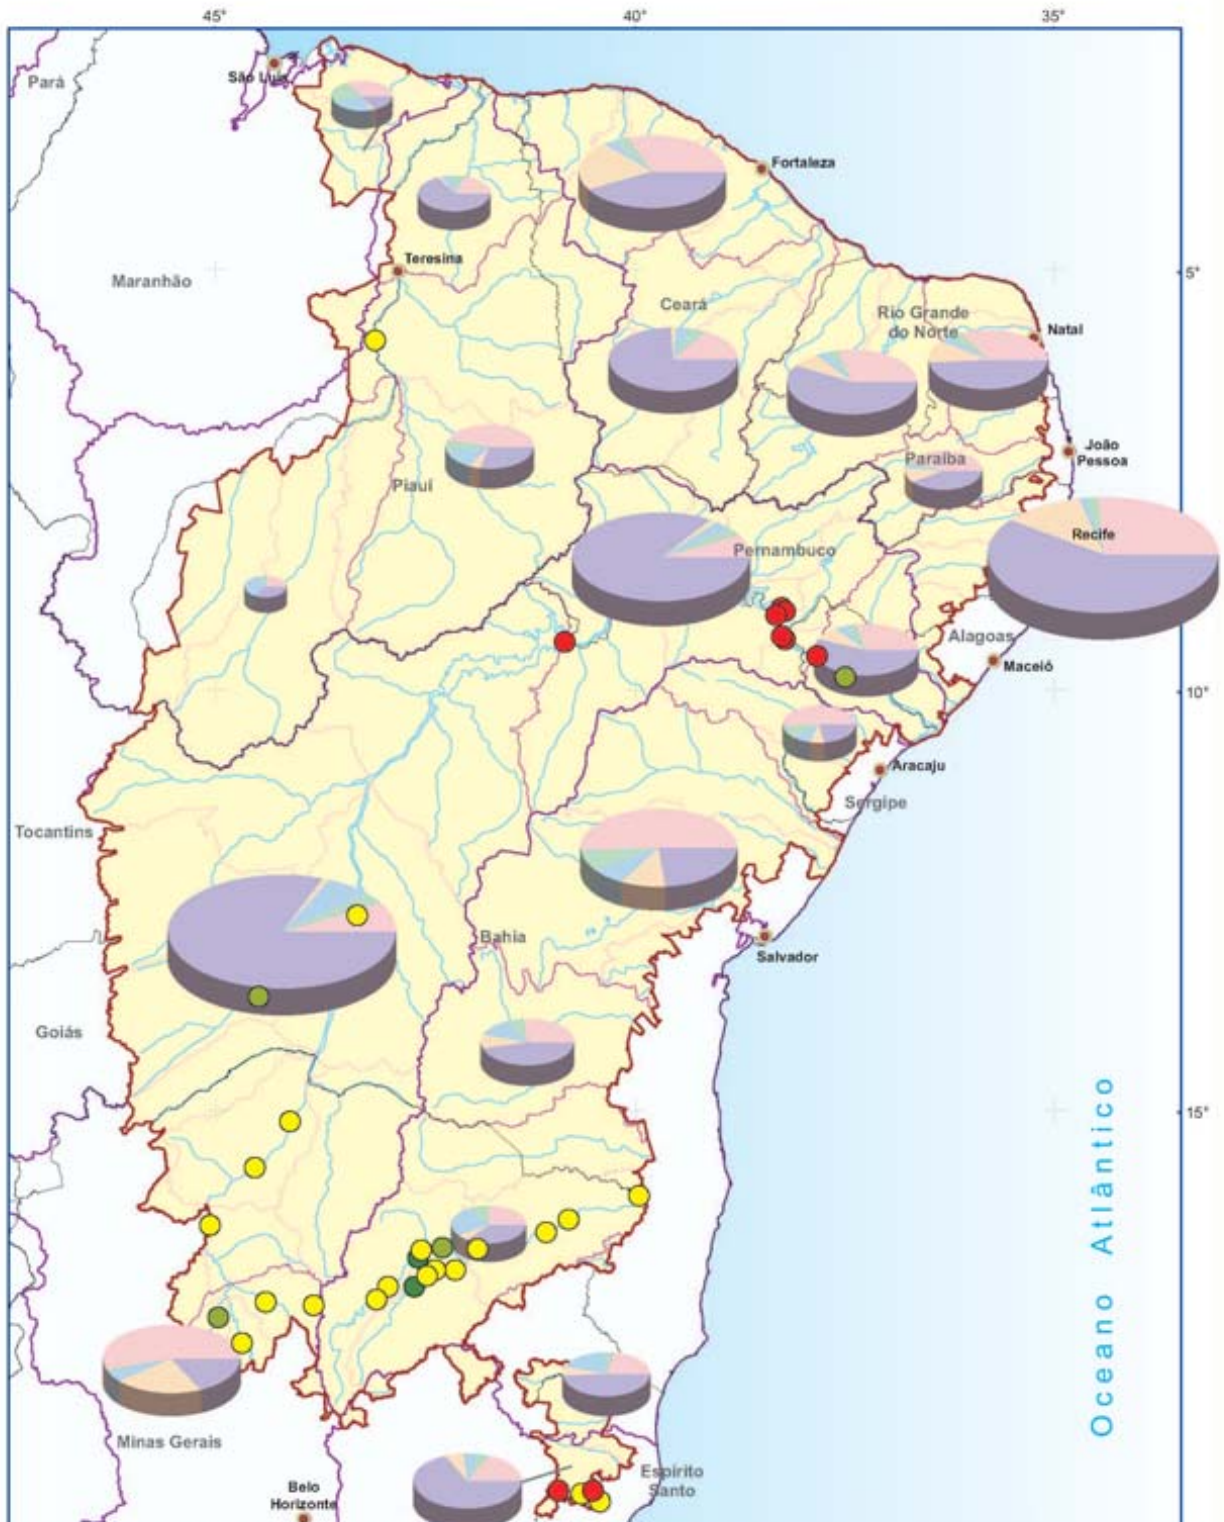 45°
40°
35°
Pará
São Luís
Fortaleza
Teresina
5°
Maranhão
Ceará
Rio Grande
do Norte
Natal
João
Pessoa
Paraíba
Piauí
Recife
Pernambuco
Alagoas
Maceió
10°
Aracaju
Sergipe
Tocantins
Bahia
Salvador
Goiás
15°
Oceano Atlântico
Minas Gerais
Espírito
Santo
Belo
Horizonte